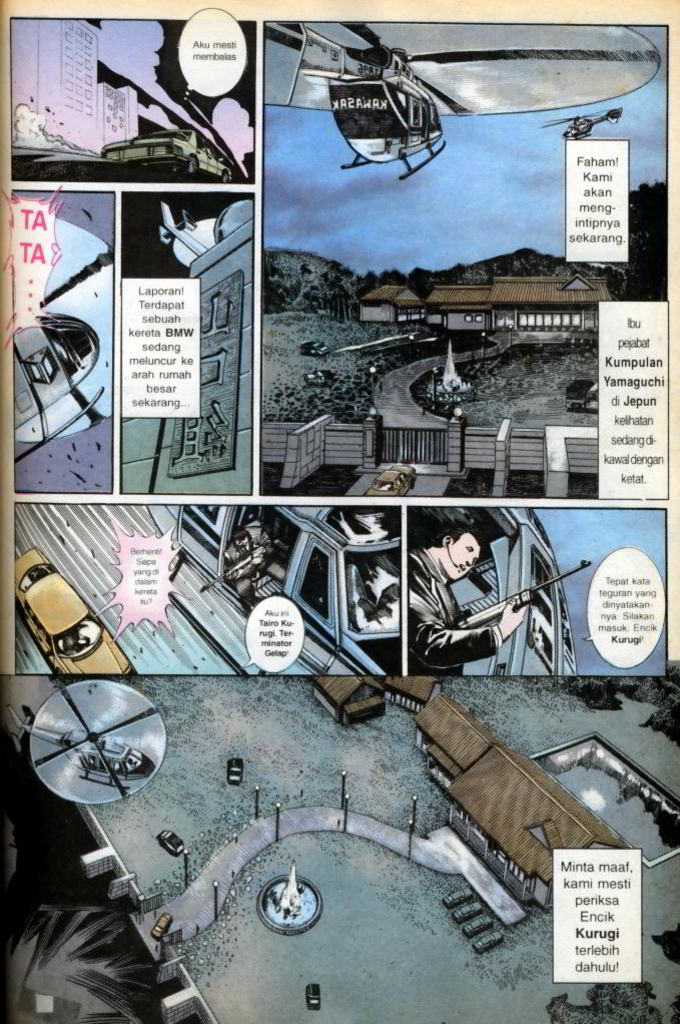 Aku mesti
membalas
TA
TA
.
.
.
Laporan!
Terdapat
sebuah
kereta BMW
sedang
meluncur ke
arah rumah
besar
sekarang...
山
口
KAWASAK
Faham!
Kami
akan
meng-
intipnya
sekarang.
Ibu
pejabat
Kumpulan
Yamaguchi
di Jepun
kelihatan
sedang di-
kawal dengan
ketat.
Berhenti!
Siapa
yang di
dalam
kereta
itu?
Aku ini
Tairo Ku-
rugi, Ter-
minator
Gelap!
Tepat kata
teguran yang
dinyatakan-
nya. Silakan
masuk, Encik
Kurugi!
Minta maaf,
kami mesti
periksa
Encik
Kurugi
terlebih
dahulu!